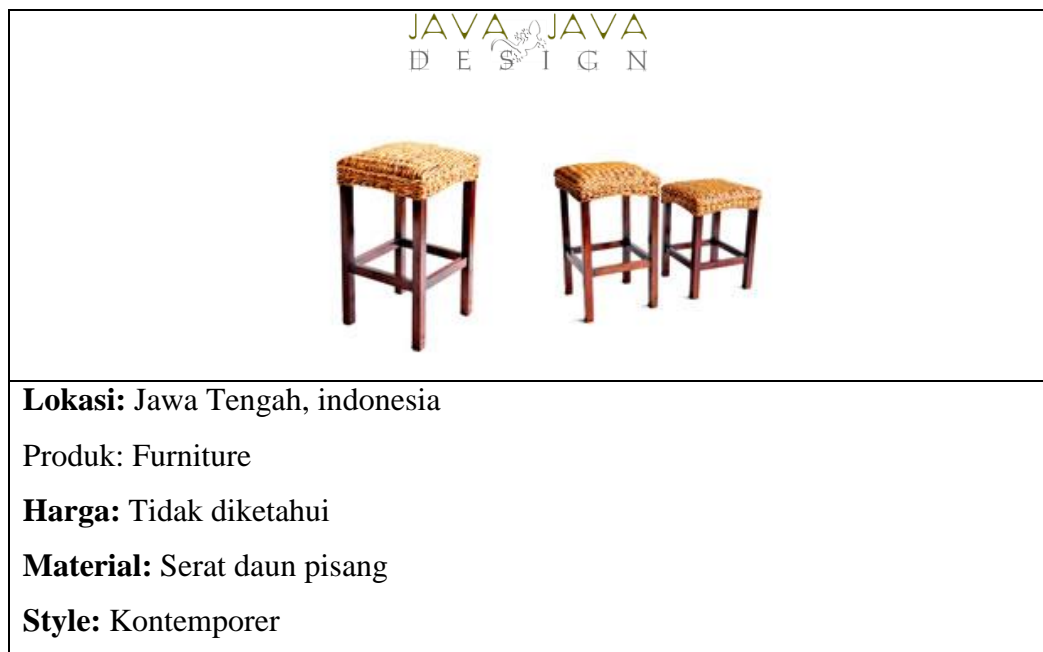 JAVA JAVA
DESIGN
Lokasi: Jawa Tengah, indonesia
Produk: Furniture
Harga: Tidak diketahui
Material: Serat daun pisang
Style: Kontemporer